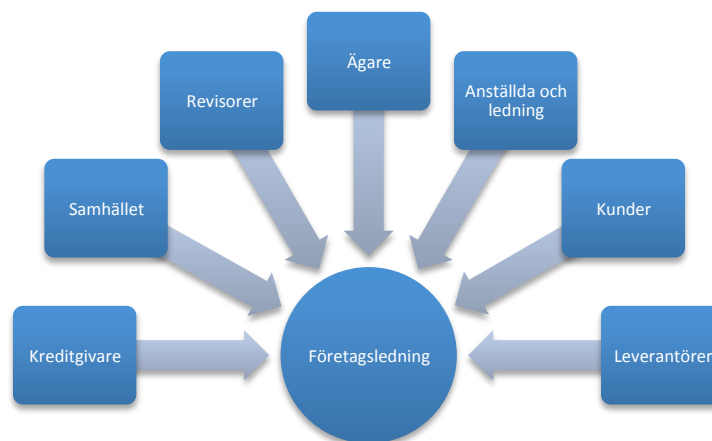 Ägare
Revisorer
Anställda och
ledning
Samhället
Kunder
Kreditgivare
Företagsledning
Leverantörer